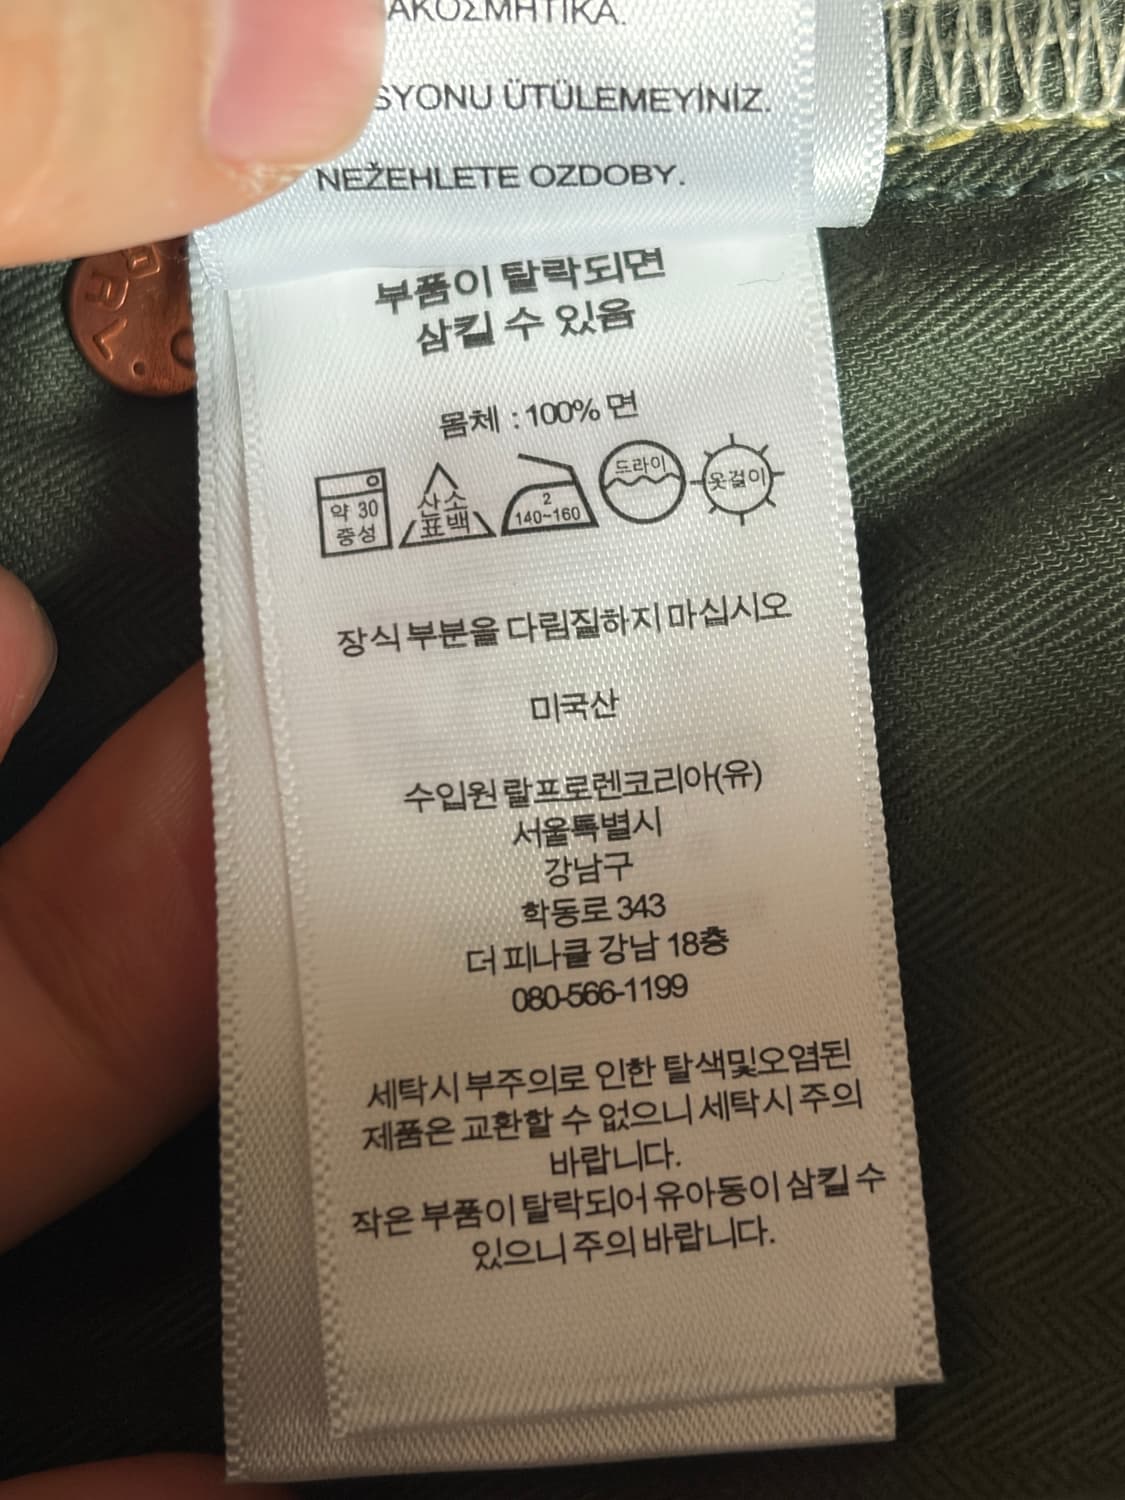 ΑΚΟΣΜΗΤΙΚΑ.
SYONU ÜTÜLEMEYİNİZ.
NEŽEHLETE OZDOBY.
부품이 탈락되면
삼킬 수 있음
몸체 : 100% 면
약 30
중성
산소
표백
2
140~160
드라이
옷걸이
장식 부분을 다림질하지 마십시오
미국산
수입원 랄프로렌코리아(유)
서울특별시
강남구
학동로 343
더 피나클 강남 18층
080-566-1199
세탁시 부주의로 인한 탈색및오염된
제품은 교환할 수 없으니 세탁시 주의
바랍니다.
작은 부품이 탈락되어 유아동이 삼킬 수
있으니 주의 바랍니다.